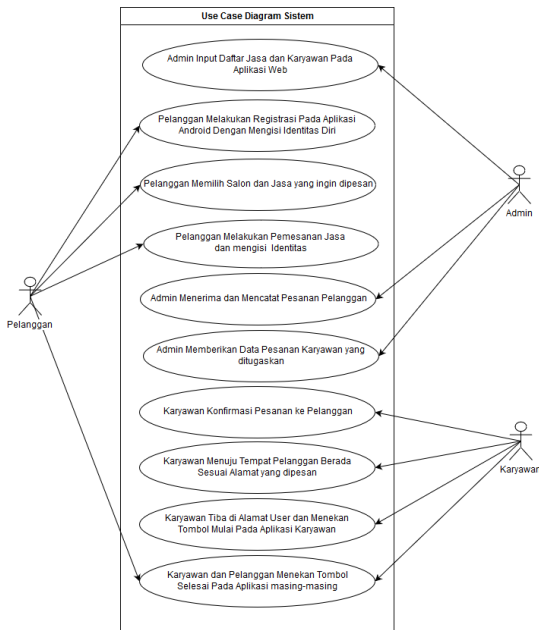 Use Case Diagram Sistem
Admin Input Daftar Jasa dan Karyawan Pada
Aplikasi Web
Pelanggan Melakukan Registrasi Pada Aplikasi
Android Dengan Mengisi Identitas Diri
Pelanggan Memilih Salon dan Jasa yang ingin dipesan
Admin
Pelanggan Melakukan Pemesanan Jasa
dan mengisi Identitas
Admin Menerima dan Mencatat Pesanan Pelanggan
Pelanggan
Admin Memberikan Data Pesanan Karyawan yang
ditugaskan
Karyawan Konfirmasi Pesanan ke Pelanggan
Karyawan Menuju Tempat Pelanggan Berada
Sesuai Alamat yang dipesan
Karyawan
Karyawan Tiba di Alamat User dan Menekan
Tombol Mulai Pada Aplikasi Karyawan
Karyawan dan Pelanggan Menekan Tombol
Selesai Pada Aplikasi masing-masing